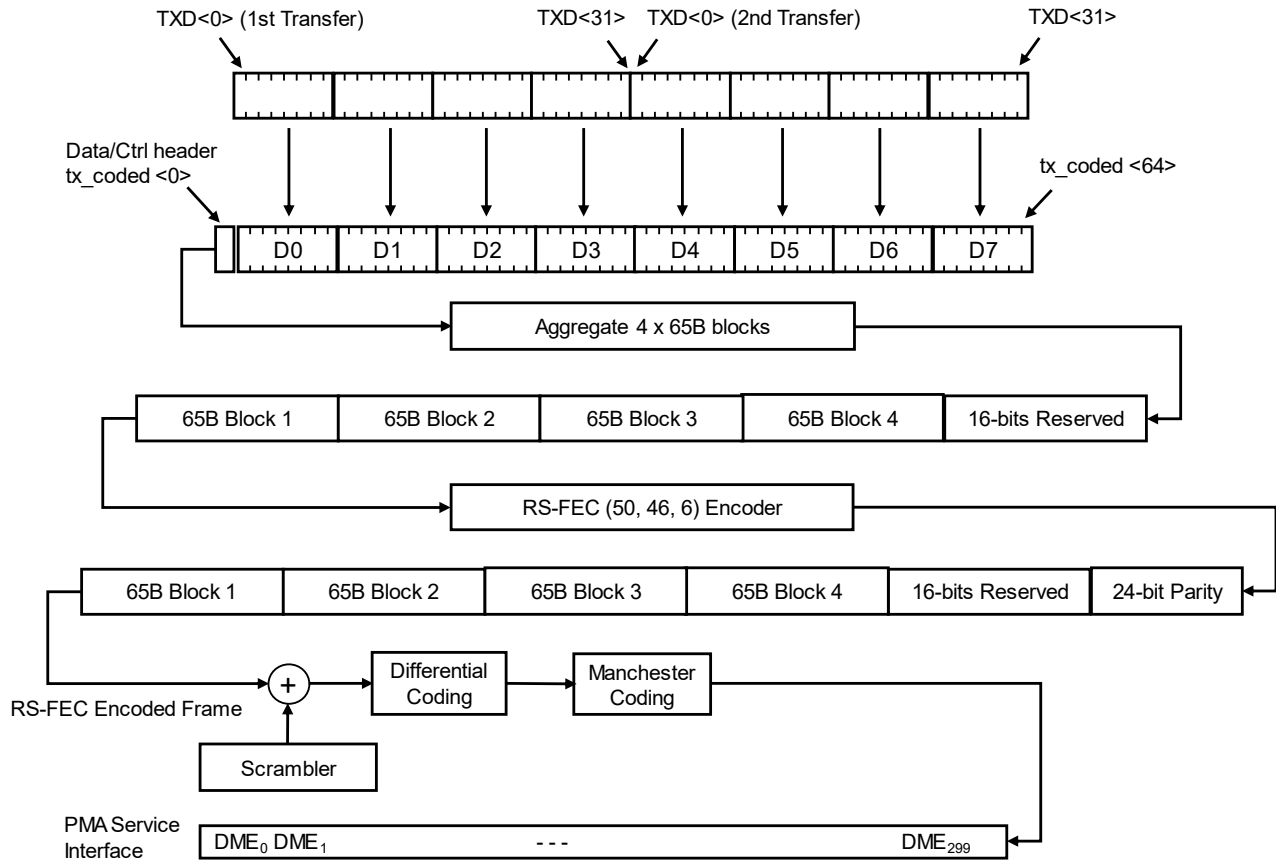 TXD<0> (1st Transfer)
TXD<31>
TXD<0> (2nd Transfer)
TXD<31>
Data/Ctrl header
tx_coded <0>
tx_coded <64>
D0
D1
D2
D3
D4
D5
D6
D7
Aggregate 4 x 65B blocks
65B Block 1
65B Block 2
65B Block 3
65B Block 4
16-bits Reserved
RS-FEC (50, 46, 6) Encoder
65B Block 1
65B Block 2
65B Block 3
65B Block 4
16-bits Reserved
24-bit Parity
Differential
Coding
Manchester
Coding
+
RS-FEC Encoded Frame
Scrambler
PMA Service
Interface
DME0 DME1
- - -
DME299